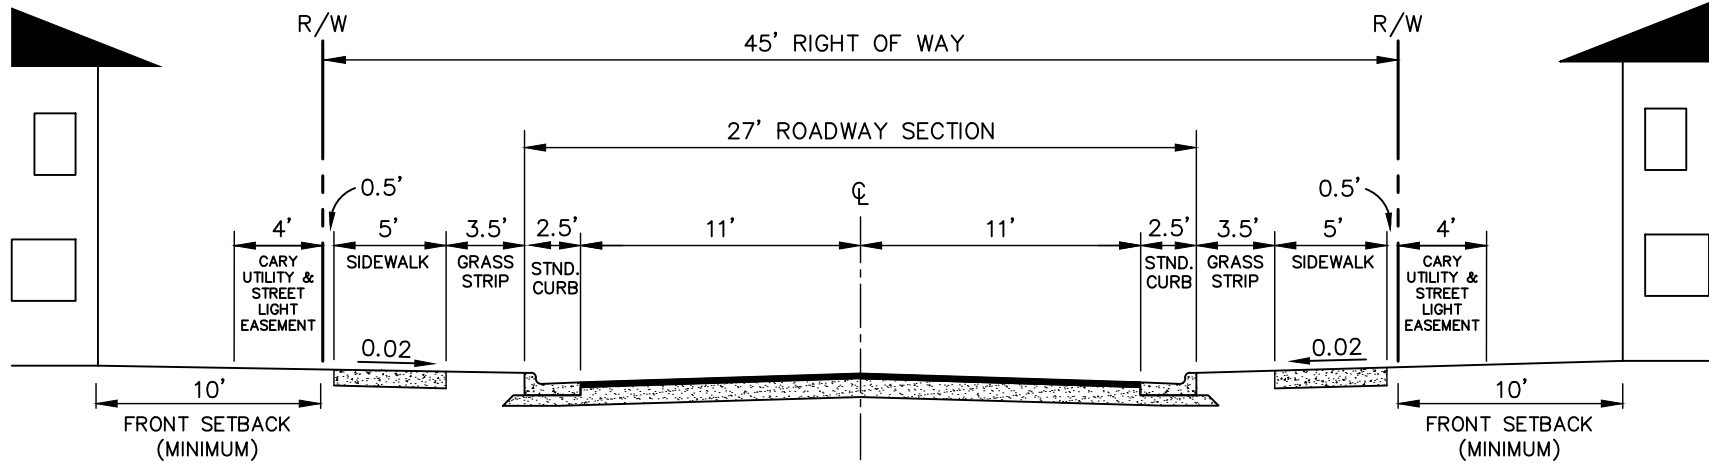 R/W
R/W
45' RIGHT OF WAY
27' ROADWAY SECTION
0.5'
℄
0.5'
4'
5'
3.5'
2.5'
11'
11'
2.5'
3.5'
5'
4'
CARY
UTILITY &
STREET
LIGHT
EASEMENT
SIDEWALK
GRASS
STRIP
STND.
CURB
STND.
CURB
GRASS
STRIP
SIDEWALK
CARY
UTILITY &
STREET
LIGHT
EASEMENT
0.02
0.02
10'
FRONT SETBACK
(MINIMUM)
10'
FRONT SETBACK
(MINIMUM)